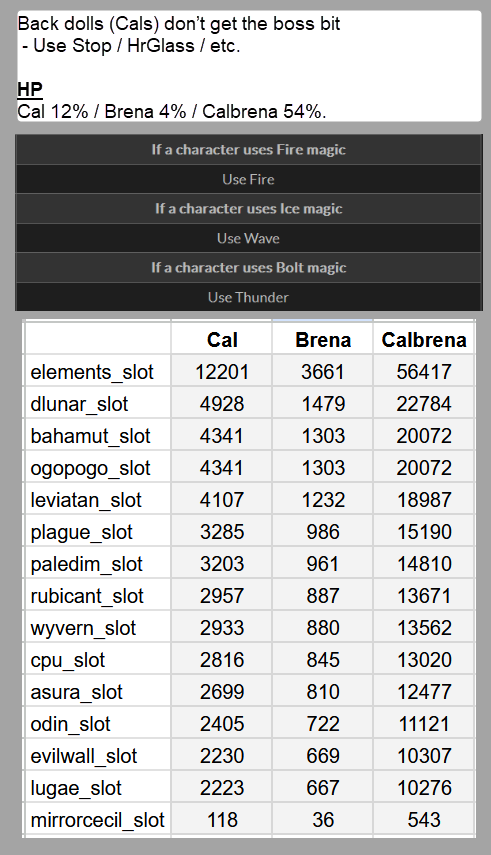 Back dolls (Cals) don’t get the boss bit
- Use Stop / HrGlass / etc.
HP
Cal 12% / Brena 4% / Calbrena 54%.
If a character uses Fire magic
Use Fire
If a character uses Ice magic
Use Wave
If a character uses Bolt magic
Use Thunder
Cal Brena Calbrena
elements_slot 12201 3661 56417
dlunar_slot 4928 1479 22784
bahamut_slot 4341 1303 20072
ogopogo_slot 4341 1303 20072
leviatan_slot 4107 1232 18987
plague_slot 3285 986 15190
paledim_slot 3203 961 14810
rubicant_slot 2957 887 13671
wyvern_slot 2933 880 13562
cpu_slot 2816 845 13020
asura_slot 2699 810 12477
odin_slot 2405 722 11121
evilwall_slot 2230 669 10307
lugae_slot 2223 667 10276
mirrorcecil_slot 118 36 543